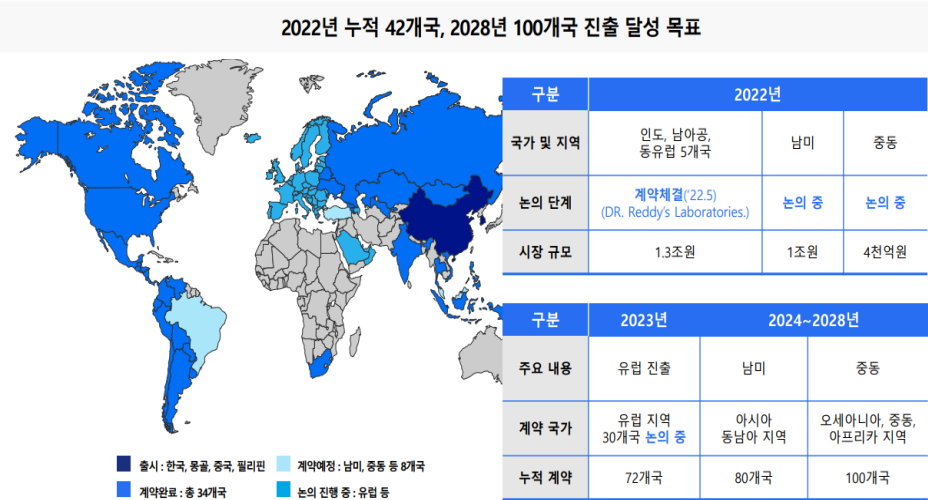 2022년 누적 42개국, 2028년 100개국 진출 달성 목표
구분 2022년
국가 및 지역 인도, 남아공, 동유럽 5개국 남미 중동
논의 단계 계약체결('22.5) (DR. Reddy's Laboratories.) 논의 중 논의 중
시장 규모 1.3조원 1조원 4천억원
구분 2023년 2024~2028년
주요 내용 유럽 진출 남미 중동
계약 국가 유럽 지역 30개국 논의 중 아시아 동남아 지역 오세아니아, 중동, 아프리카 지역
누적 계약 72개국 80개국 100개국
출시 : 한국, 몽골, 중국, 필리핀
계약예정 : 남미, 중동 등 8개국
계약완료 : 총 34개국
논의 진행 중 : 유럽 등